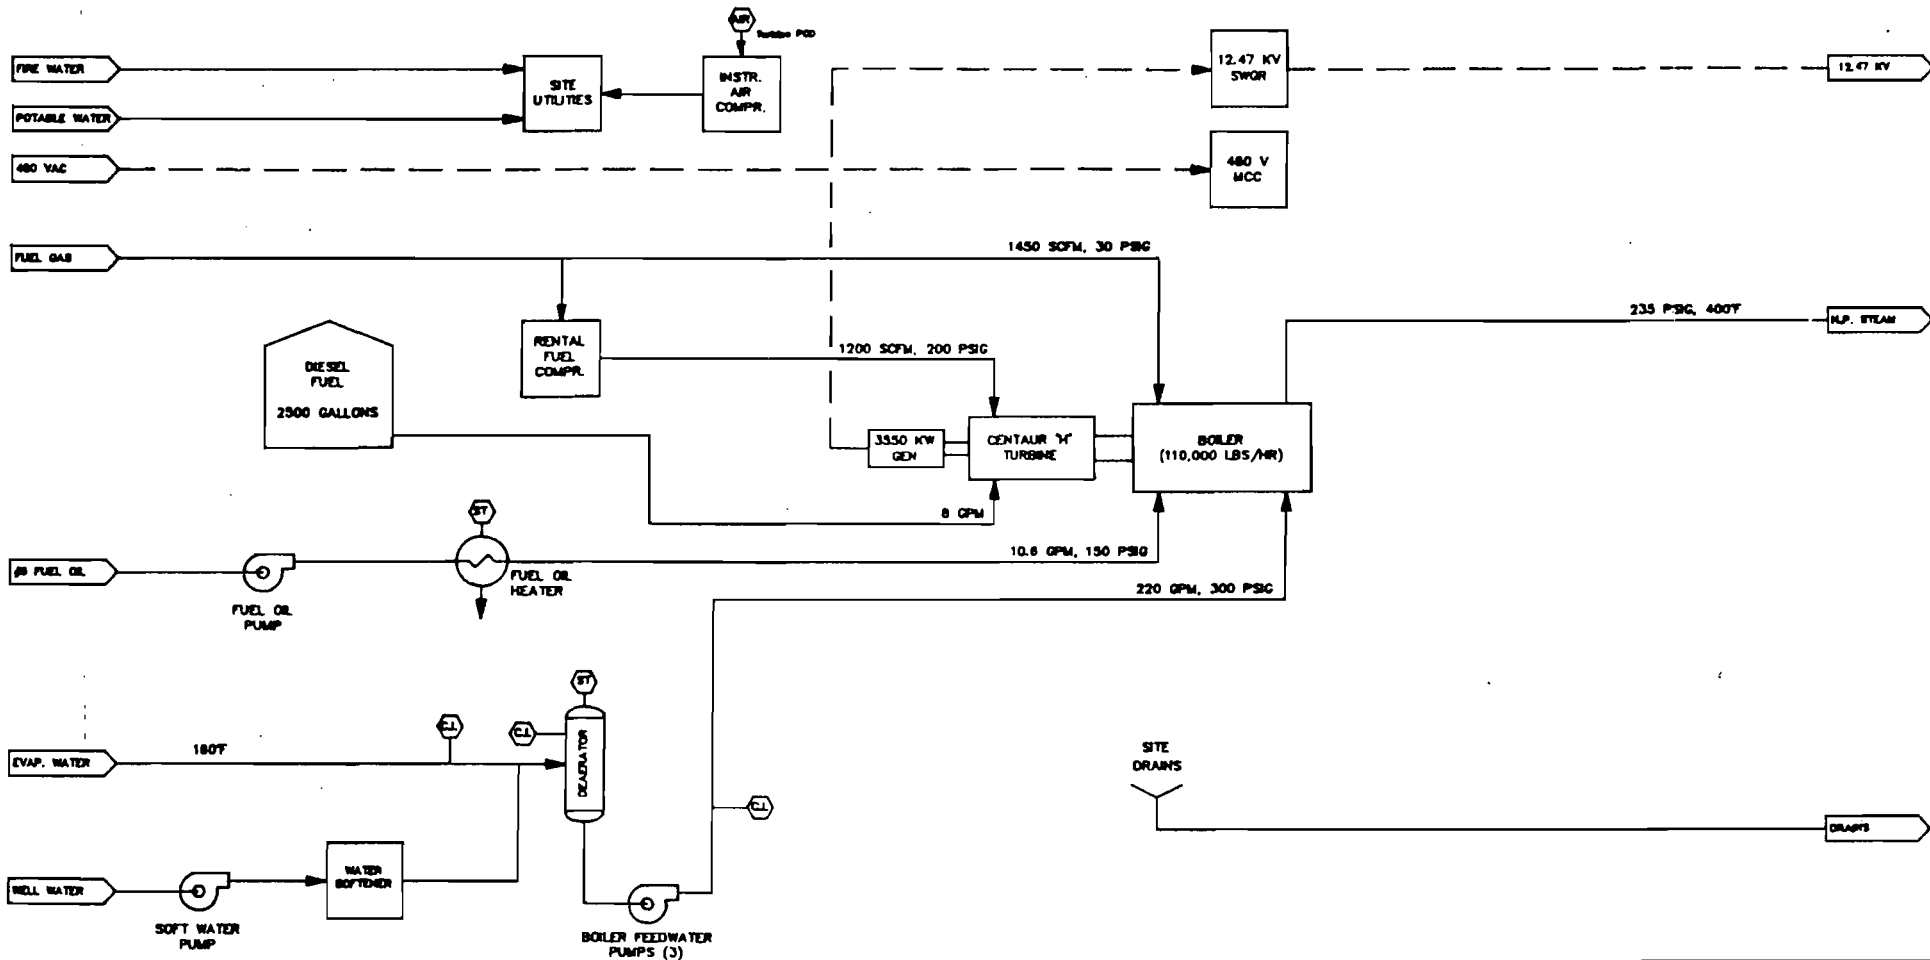 AIR
Turbine PCD
FIRE WATER
POTABLE WATER
480 VAC
SITE
UTILITIES
INSTR.
AIR
COMPR.
12.47 KV
SWGR
12.47 KV
480 V
MCC
FUEL GAS
1450 SCFM, 30 PSIG
235 PSIG, 400°F
H.P. STEAM
RENTAL
FUEL
COMPR.
1200 SCFM, 200 PSIG
DIESEL
FUEL
2500 GALLONS
3550 KW
GEN
CENTAUR "H"
TURBINE
BOILER
(110,000 LBS/HR)
8 GPM
ST
#6 FUEL OIL
FUEL OIL
PUMP
FUEL OIL
HEATER
10.6 GPM, 150 PSIG
220 GPM, 300 PSIG
ST
C.I.
C.I.
EVAP. WATER
180°F
DEAERATOR
SITE
DRAINS
C.I.
DRAINS
WELL WATER
SOFT WATER
PUMP
WATER
SOFTENER
BOILER FEEDWATER
PUMPS (3)